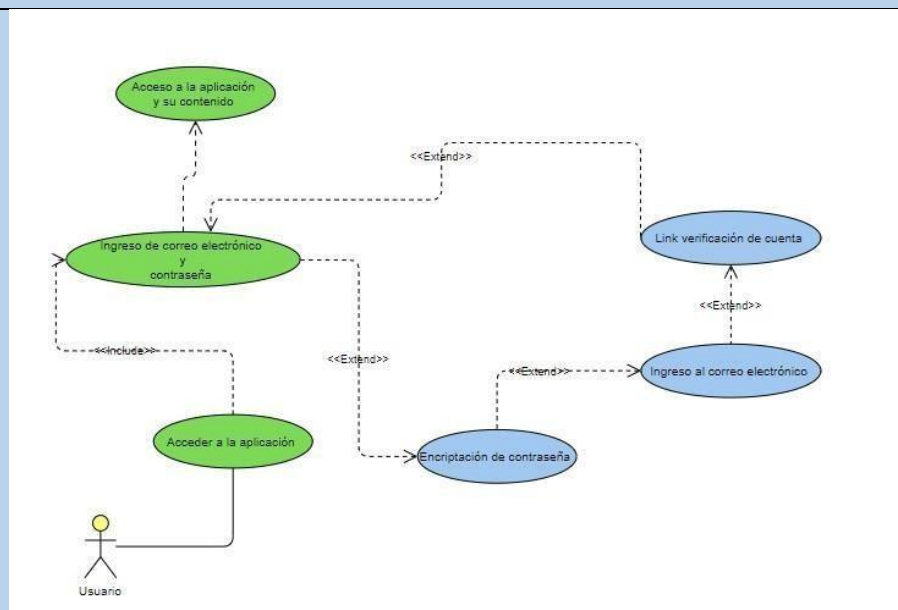 Acceso a la aplicación
y su contenido
<<Extend>>
Ingreso de correo electrónico
y
contraseña
Link verificación de cuenta
<<Extend>>
<<Include>>
<<Extend>>
<<Extend>>
Ingreso al correo electrónico
Acceder a la aplicación
Encriptación de contraseña
Usuario